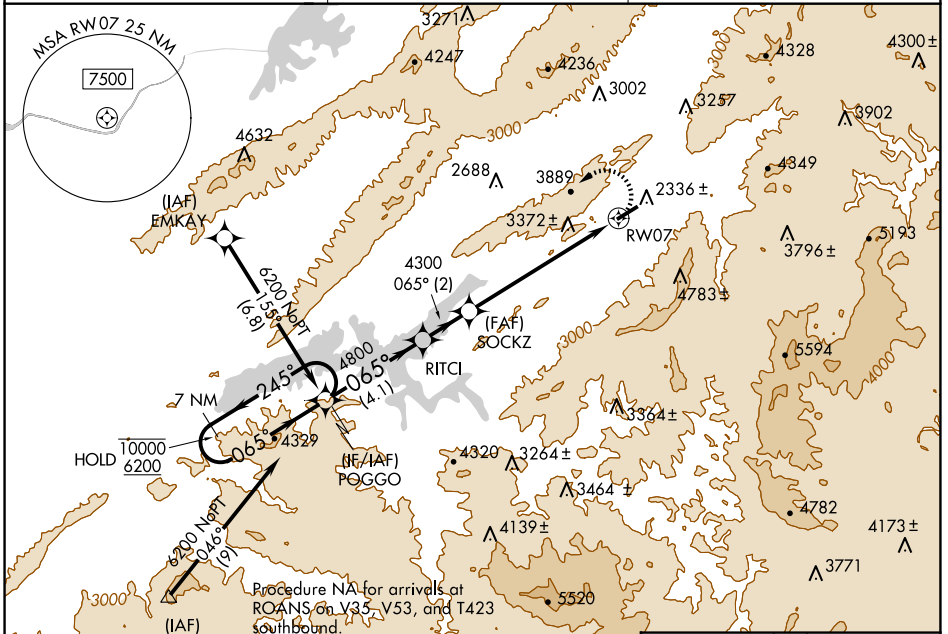 MSA RW07 25 NM
7500
3271
4247
4236
4328
4300±
3002
3257
3902
4632
3000
2688
3889
4349
2336±
3372±
RW07
3796±
5193
(IAF)
EMKAY
6200 NoPT
155°
(6.8)
4300
065° (2)
4783±
(FAF)
SOCKZ
3000
5594
4000
RITCI
4800
065°
(4.1)
245°
7 NM
HOLD
10000
6200
065°
4329
(IF/IAF)
POGGO
3364±
4320
3264±
3464 ±
4782
4139±
4173±
3771
6200 NoPT
046°
(9)
3000
(IAF)
Procedure NA for arrivals at
ROANS on V35, V53, and T423
southbound.
5520